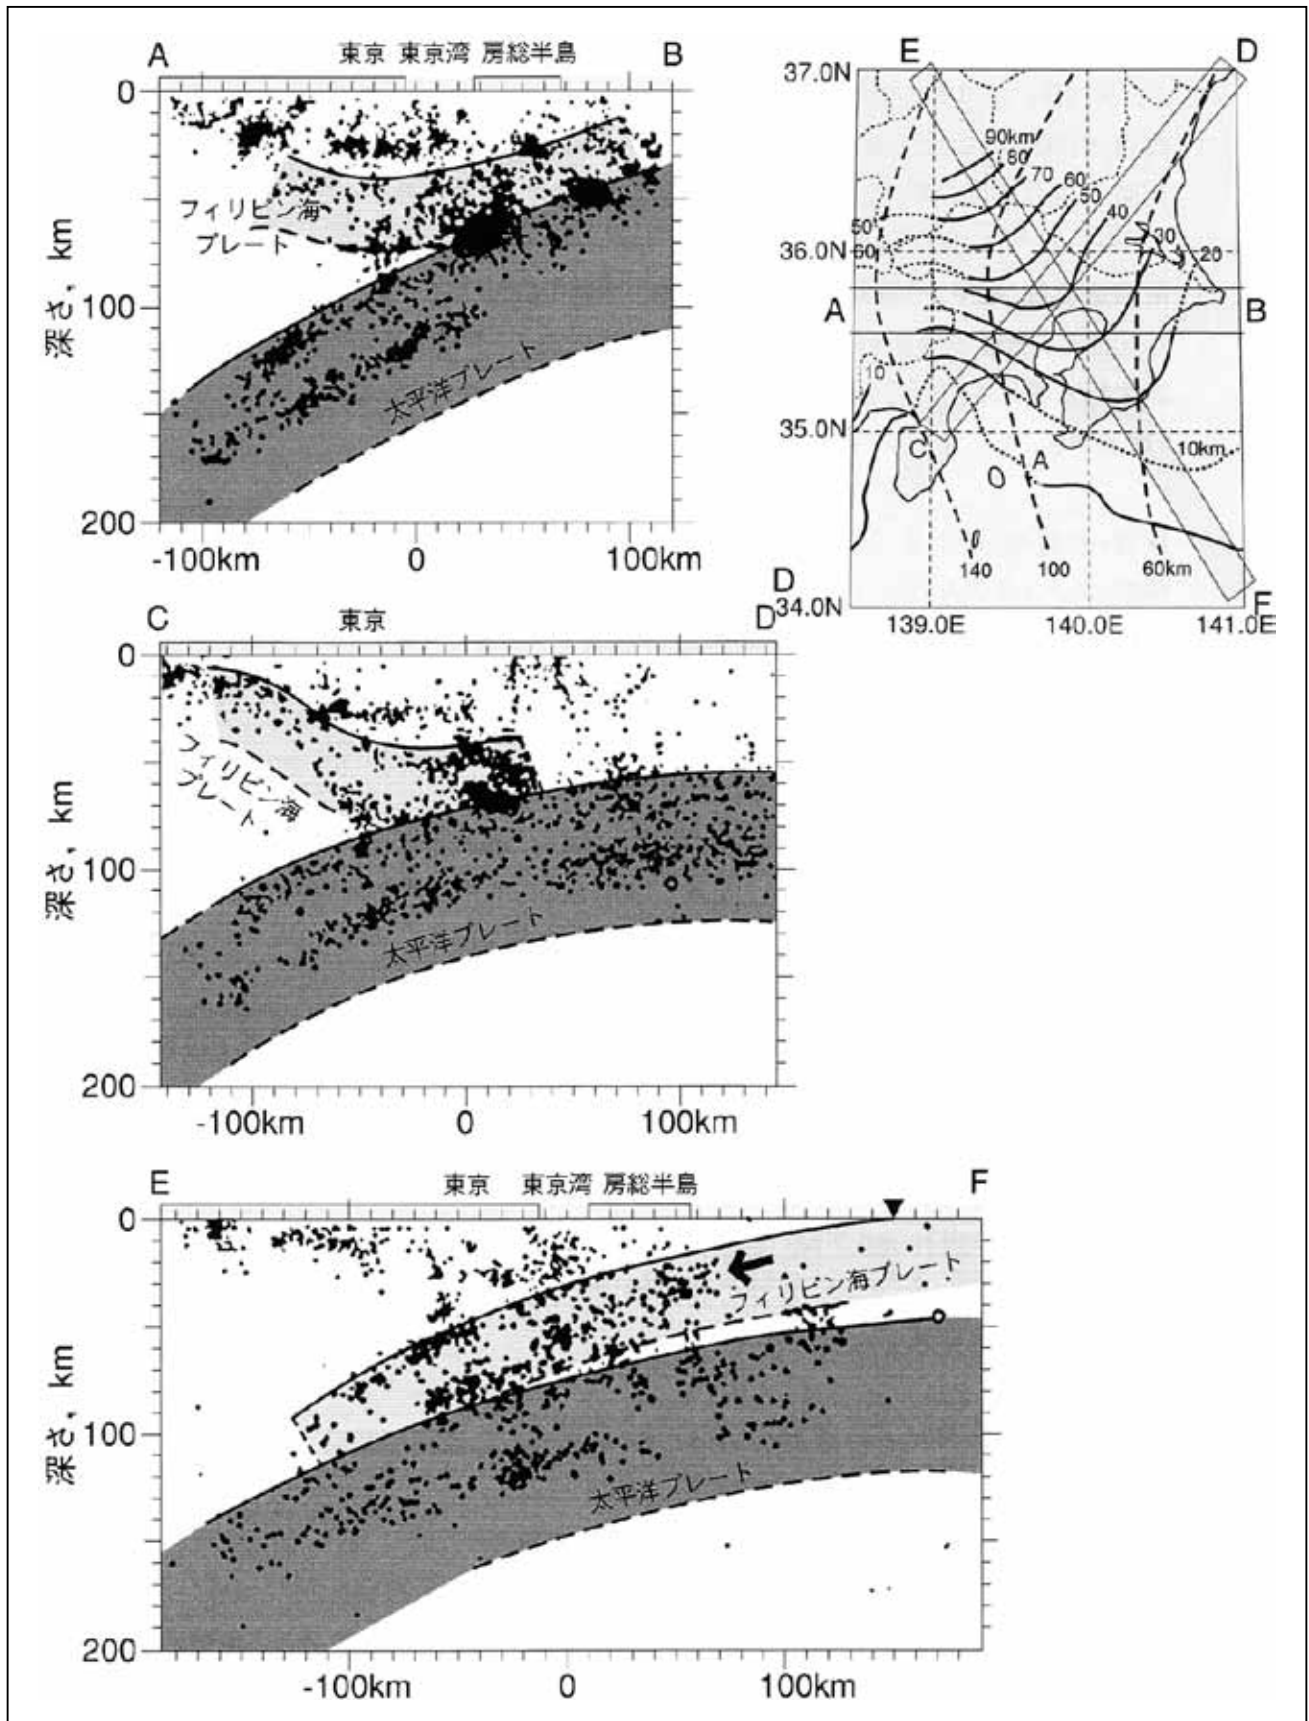 A 東京 東京湾 房総半島 B
0
フィリピン海
プレート
100
太平洋プレート
200
深さ, km
-100km 0 100km
E D
37.0N
90km
80
70
60
50
40
50
60
36.0N
30
20
A B
10
35.0N
C
A
10km
140 100 60km
34.0N
F
139.0E 140.0E 141.0E
D
C 東京 D
0
フィリピン海
プレート
100
太平洋プレート
200
深さ, km
-100km 0 100km
E 東京 東京湾 房総半島 F
0
フィリピン海プレート
100
太平洋プレート
200
深さ, km
-100km 0 100km